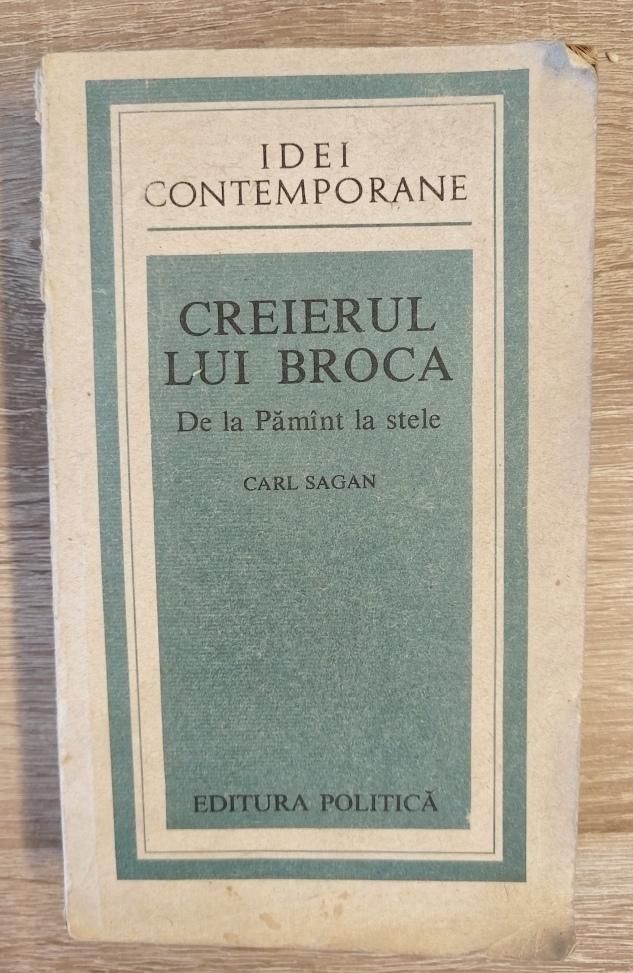 IDEI
CONTEMPORANE
CREIERUL
LUI BROCA
De la Pămînt la stele
CARL SAGAN
EDITURA POLITICĂ